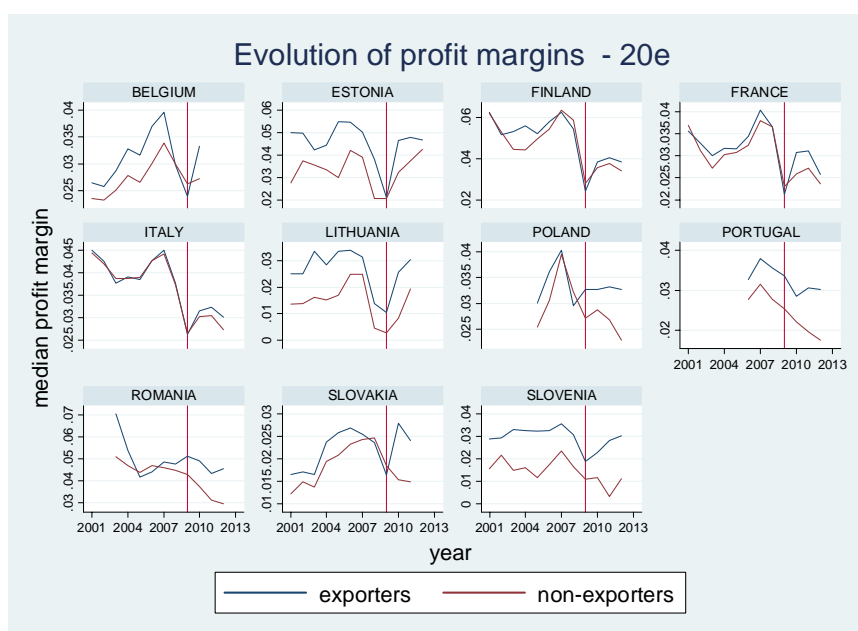 Evolution of profit margins - 20e
BELGIUM ESTONIA FINLAND FRANCE
.025 .03 .035 .04
.02 .03 .04 .05 .06
.02 .04 .06
.02 .025 .03 .035 .04
ITALY LITHUANIA POLAND PORTUGAL
.025 .03 .035 .04 .045
0 .01 .02 .03
.025 .03 .035 .04
.02 .03 .04
2001 2004 2007 2010 2013
ROMANIA SLOVAKIA SLOVENIA
.03 .04 .05 .06 .07
.01 .015 .02 .025 .03
0 .01 .02 .03 .04
2001 2004 2007 2010 2013 2001 2004 2007 2010 2013 2001 2004 2007 2010 2013
median profit margin
year
exporters non-exporters